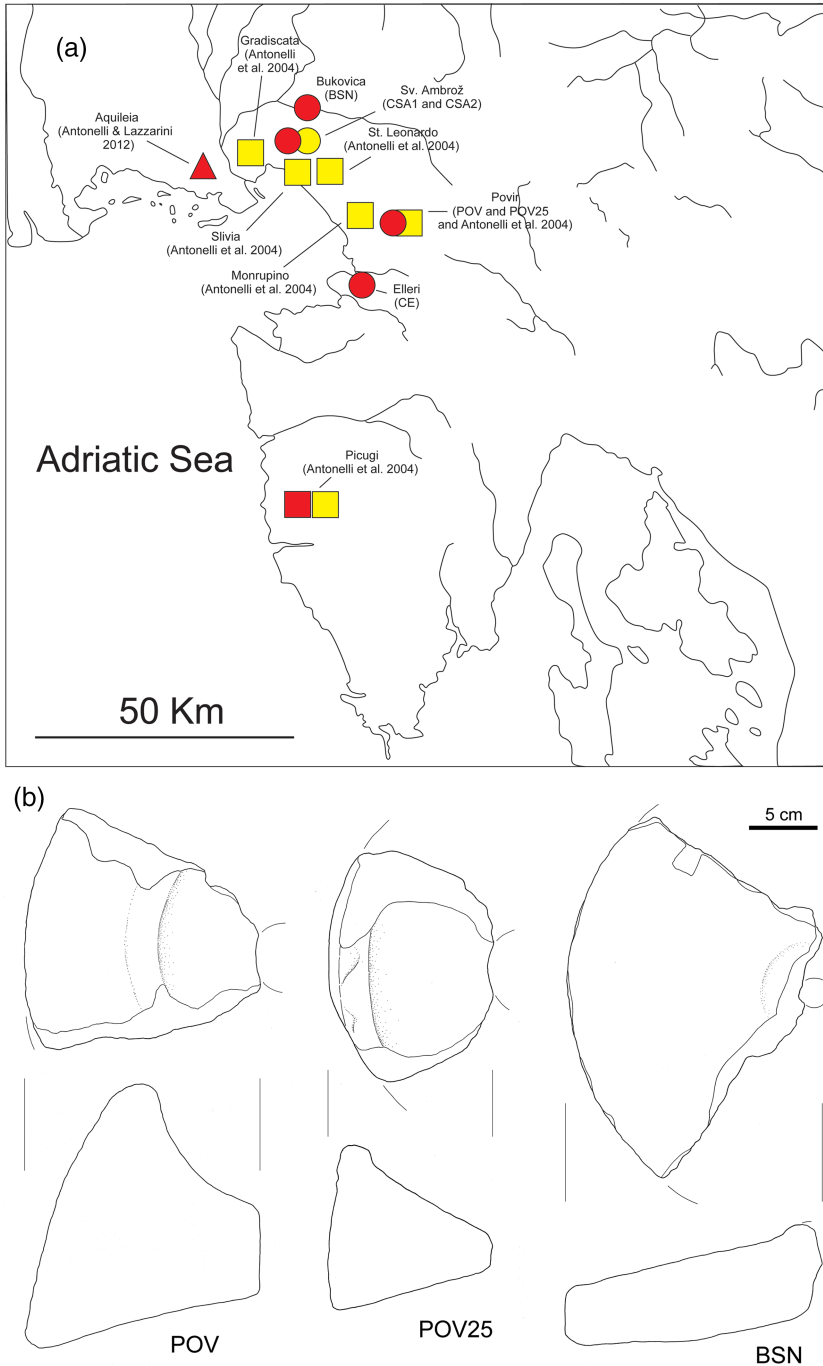 (a)
Gradiscata
(Antonelli
et al. 2004)
Bukovica
(BSN)
Sv. Ambrož
(CSA1 and CSA2)
Aquileia
(Antonelli & Lazzarini
2012)
St. Leonardo
(Antonelli et al. 2004)
Slivia
(Antonelli et al. 2004)
Povir
(POV and POV25
and Antonelli et al. 2004)
Monrupino
(Antonelli et al. 2004)
Elleri
(CE)
Adriatic Sea
Picugi
(Antonelli et al. 2004)
50 Km
(b)
5 cm
POV
POV25
BSN